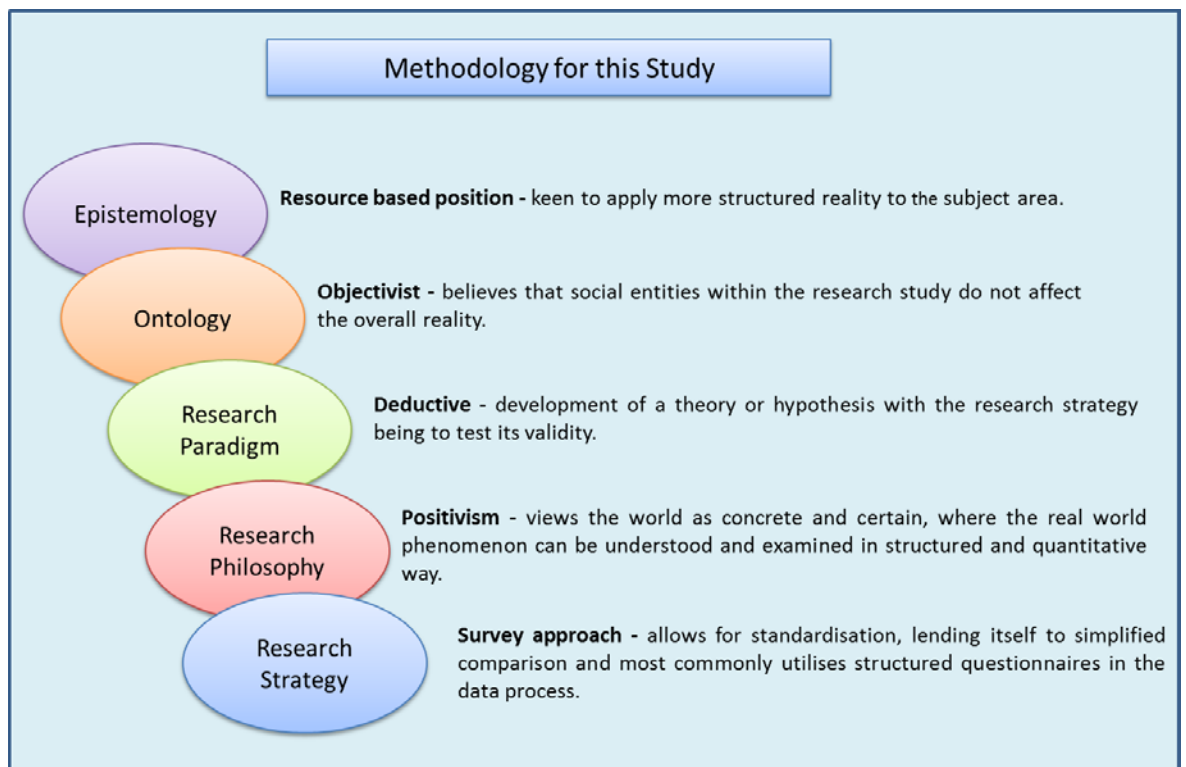 Methodology for this Study
Epistemology
Resource based position - keen to apply more structured reality to the subject area.
Ontology
Objectivist - believes that social entities within the research study do not affect
the overall reality.
Research
Paradigm
Deductive - development of a theory or hypothesis with the research strategy
being to test its validity.
Research
Philosophy
Positivism - views the world as concrete and certain, where the real world
phenomenon can be understood and examined in structured and quantitative
way.
Research
Strategy
Survey approach - allows for standardisation, lending itself to simplified
comparison and most commonly utilises structured questionnaires in the
data process.